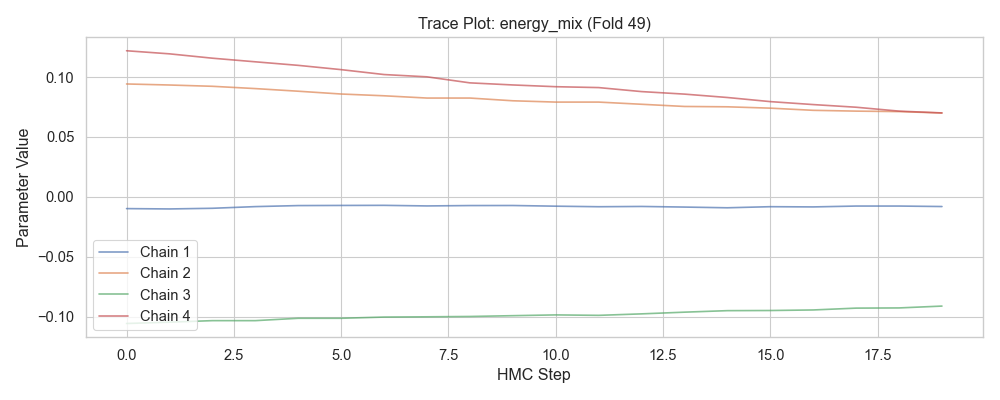 Trace Plot: energy_mix (Fold 49)
Parameter Value
0.10
0.05
0.00
−0.05
−0.10
Chain 1
Chain 2
Chain 3
Chain 4
0.0 2.5 5.0 7.5 10.0 12.5 15.0 17.5
HMC Step